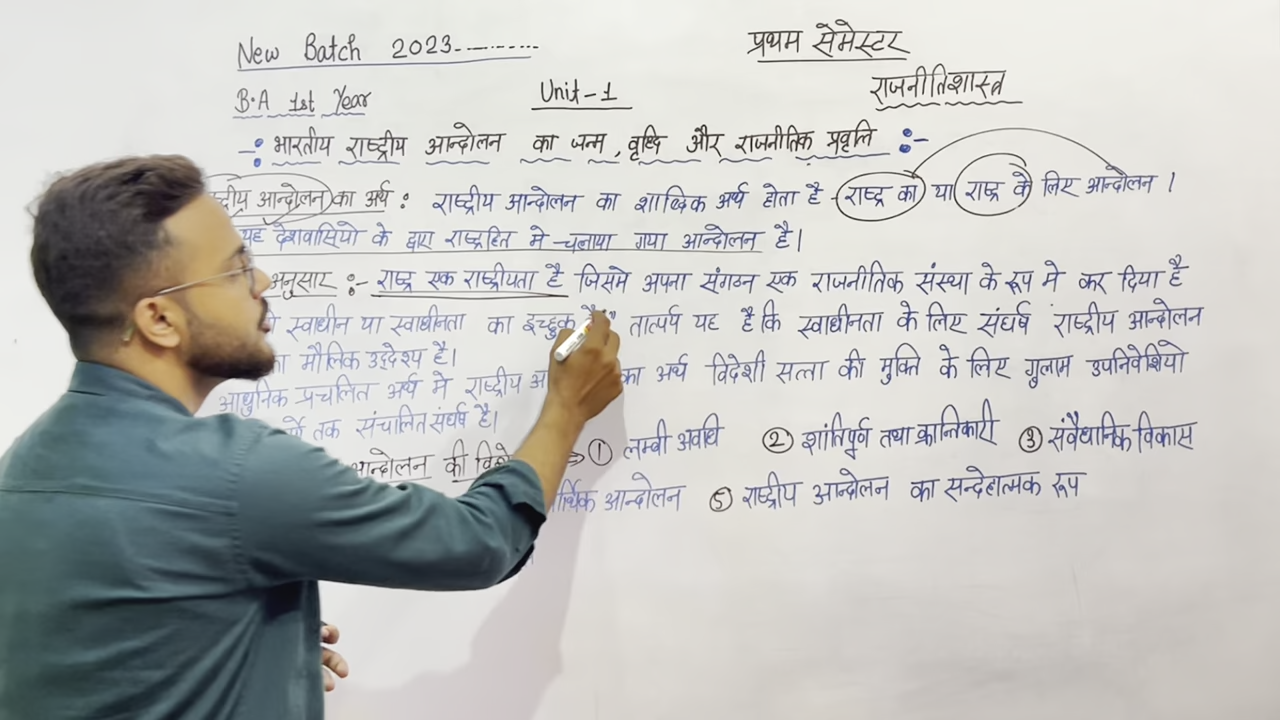 New Batch 2023----------
प्रथम सेमेस्टर
B.A 1st Year
Unit-1
राजनीतिशास्त्र
-: भारतीय राष्ट्रीय आन्दोलन का जन्म, वृध्दि और राजनीतिक प्रवृत्ति :-
आन्दोलन का अर्थ : राष्ट्रीय आन्दोलन का शाब्दिक अर्थ होता है - राष्ट्र का या राष्ट्र के लिए आन्दोलन ।
यह देशवासियो के द्वारा राष्ट्रहित मे चलाया गया आन्दोलन है।
अनुसार :- राष्ट्र एक राष्ट्रीयता है जिसमे अपना संगठन एक राजनीतिक संस्था के रूप मे कर दिया है
स्वाधीन या स्वाधीनता का इच्छुक है" तात्पर्य यह है कि स्वाधीनता के लिए संघर्ष राष्ट्रीय आन्दोलन
मौलिक उद्देश्य है।
आधुनिक प्रचलित अर्थ मे राष्ट्रीय का अर्थ विदेशी सत्ता की मुक्ति के लिए गुलाम उपनिवेशियो
तक संचालित संघर्ष है।
आन्दोलन की ⇒ ① लम्बी अवधि ② शांतिपूर्व तथा क्रान्तिकारी ③ संवैधानिक विकास
आन्दोलन ⑤ राष्ट्रीय आन्दोलन का सन्देहात्मक रूप